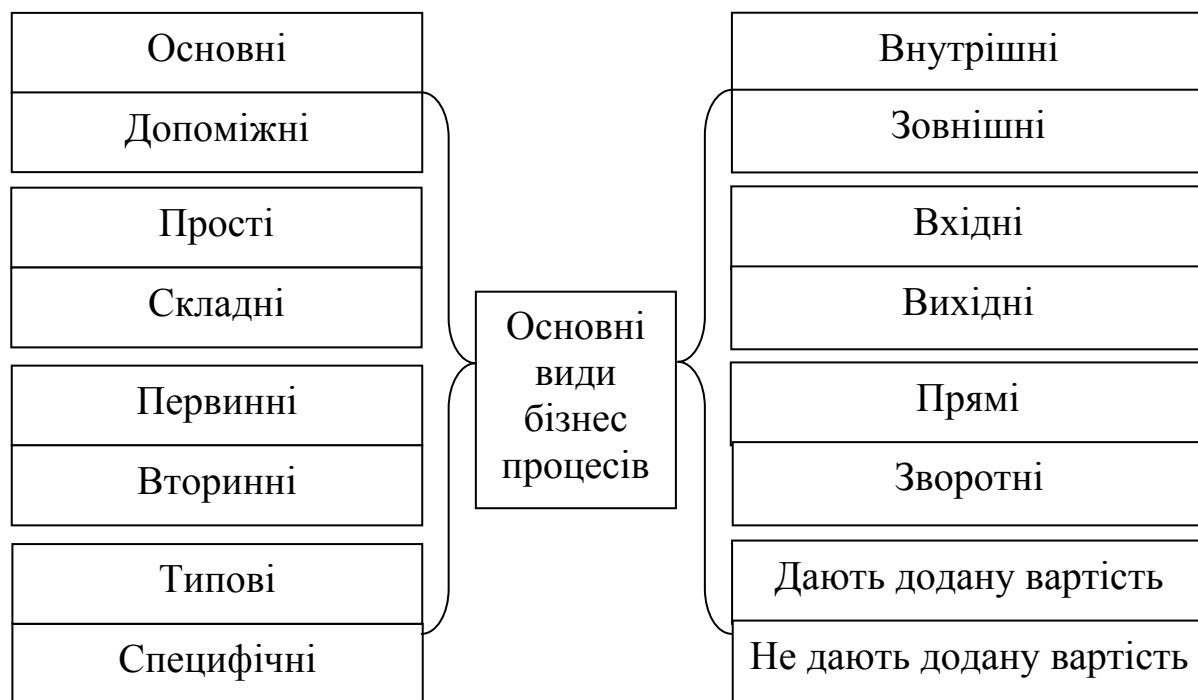 Основні
Допоміжні
Прості
Складні
Первинні
Вторинні
Типові
Специфічні
Основні
види
бізнес
процесів
Внутрішні
Зовнішні
Вхідні
Вихідні
Прямі
Зворотні
Дають додану вартість
Не дають додану вартість